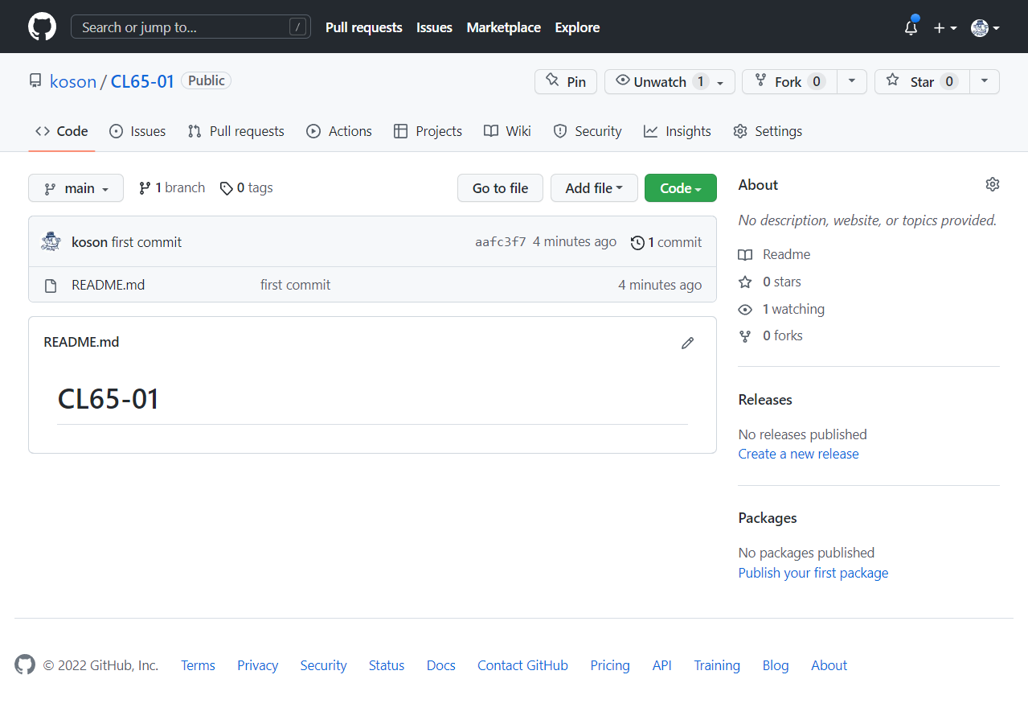 Search or jump to... / Pull requests Issues Marketplace Explore
koson / CL65-01 Public Pin Unwatch 1 Fork 0 Star 0
Code Issues Pull requests Actions Projects Wiki Security Insights Settings
main 1 branch 0 tags Go to file Add file Code
koson first commit aafc3f7 4 minutes ago 1 commit
README.md first commit 4 minutes ago
README.md
CL65-01
About
No description, website, or topics provided.
Readme
0 stars
1 watching
0 forks
Releases
No releases published
Create a new release
Packages
No packages published
Publish your first package
© 2022 GitHub, Inc. Terms Privacy Security Status Docs Contact GitHub Pricing API Training Blog About